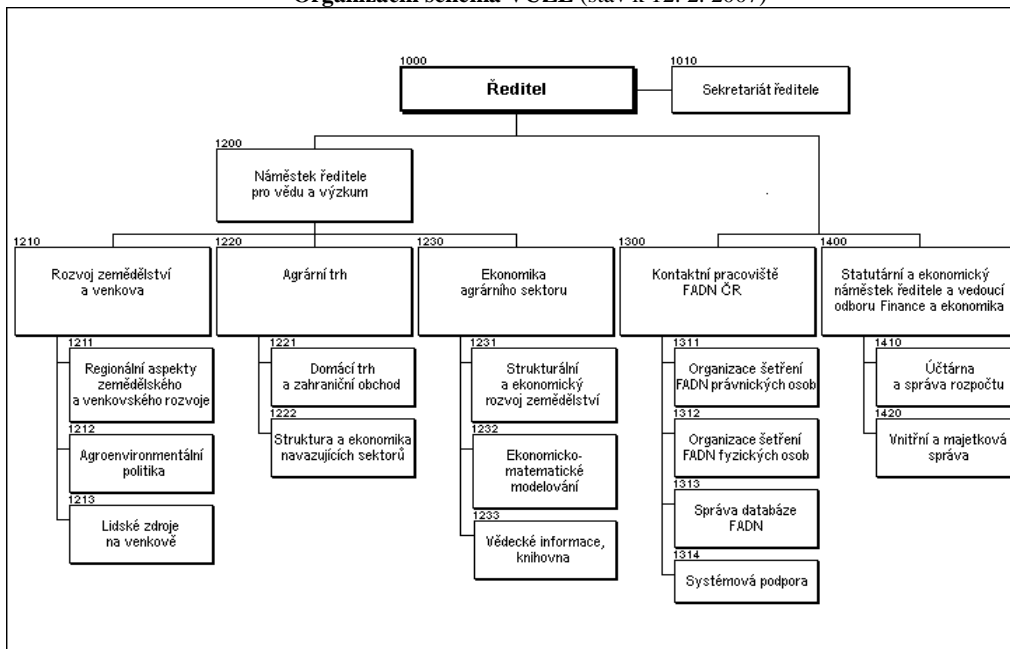 (stav k 12. 2. 2007)
1000
Ředitel
1010
Sekretariát ředitele
1200
Náměstek ředitele
pro vědu a výzkum
1210
Rozvoj zemědělství
a venkova
1220
Agrární trh
1230
Ekonomika
agrárního sektoru
1300
Kontaktní pracoviště
FADN ČR
1400
Statutární a ekonomický
náměstek ředitele a vedoucí
odboru Finance a ekonomika
1211
Regionální aspekty
zemědělského
a venkovského rozvoje
1212
Agroenvironmentální
politika
1213
Lidské zdroje
na venkově
1221
Domácí trh
a zahraniční obchod
1222
Struktura a ekonomika
navazujících sektorů
1231
Strukturální
a ekonomický
rozvoj zemědělství
1232
Ekonomicko-
matematické
modelování
1233
Vědecké informace,
knihovna
1311
Organizace šetření
FADN právnických osob
1312
Organizace šetření
FADN fyzických osob
1313
Správa databáze
FADN
1314
Systémová podpora
1410
Účtárna
a správa rozpočtu
1420
Vnitřní a majetková
správa